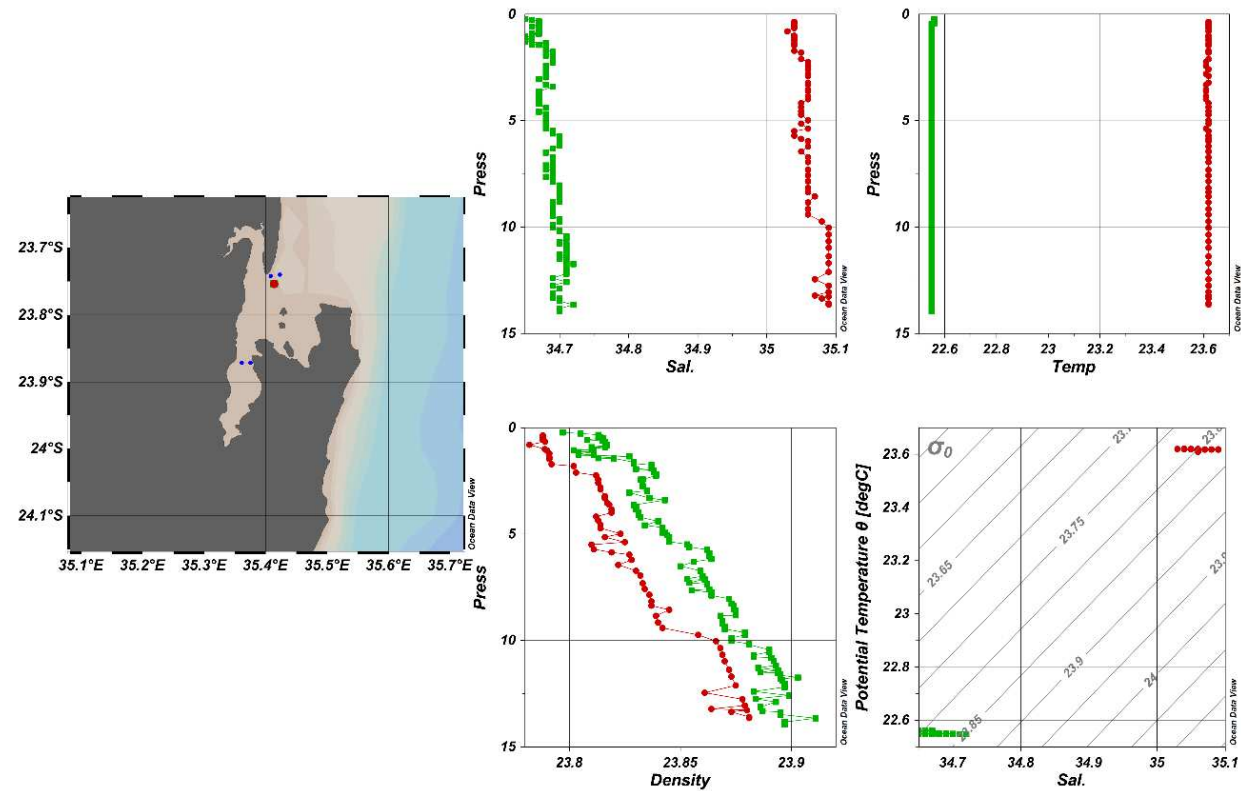 23.7°S
23.8°S
23.9°S
24°S
24.1°S
35.1°E
35.2°E
35.3°E
35.4°E
35.5°E
35.6°E
35.7°E
Ocean Data View
0
5
10
15
Press
34.7
34.8
34.9
35
35.1
Sal.
Ocean Data View
0
5
10
15
Press
22.6
22.8
23
23.2
23.4
23.6
Temp
Ocean Data View
0
5
10
15
Press
23.8
23.85
23.9
Density
Ocean Data View
σ0
23.6
23.4
23.2
23
22.8
22.6
Potential Temperature θ [degC]
23.65
23.75
23.9
24
23.85
34.7
34.8
34.9
35
35.1
Sal.
Ocean Data View